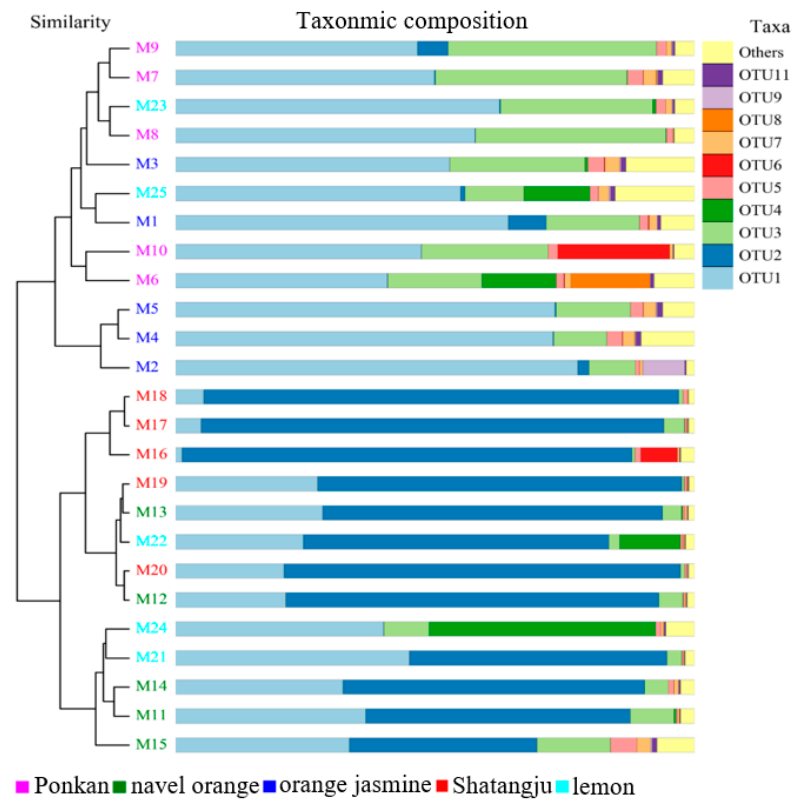 Similarity
Taxonmic composition
Taxa
M9
M7
M23
M8
M3
M25
M1
M10
M6
M5
M4
M2
M18
M17
M16
M19
M13
M22
M20
M12
M24
M21
M14
M11
M15
Others
OTU11
OTU9
OTU8
OTU7
OTU6
OTU5
OTU4
OTU3
OTU2
OTU1
Ponkan navel orange orange jasmine Shatangju lemon